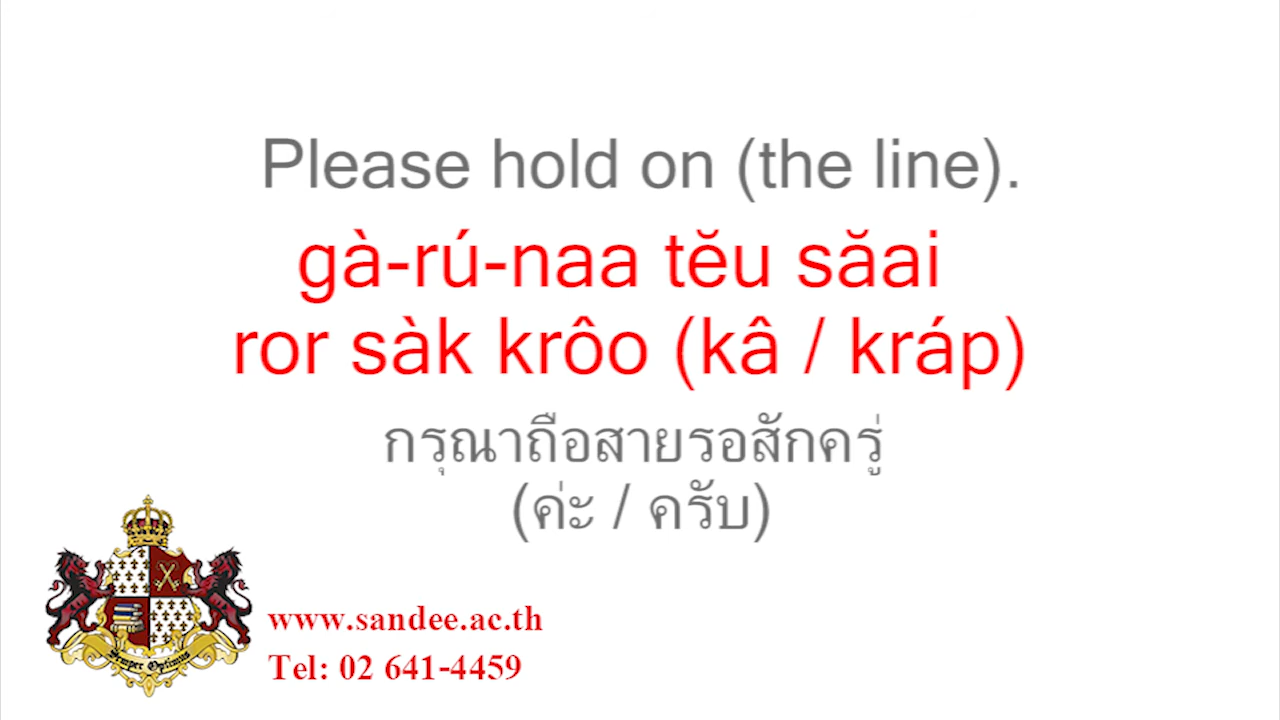 Please hold on (the line).
gà-rú-naa tĕu săai
ror sàk krôo (kâ / kráp)
กรุณาถือสายรอสักครู่
(ค่ะ / ครับ)
www.sandee.ac.th
Tel: 02 641-4459
Semper Optimus